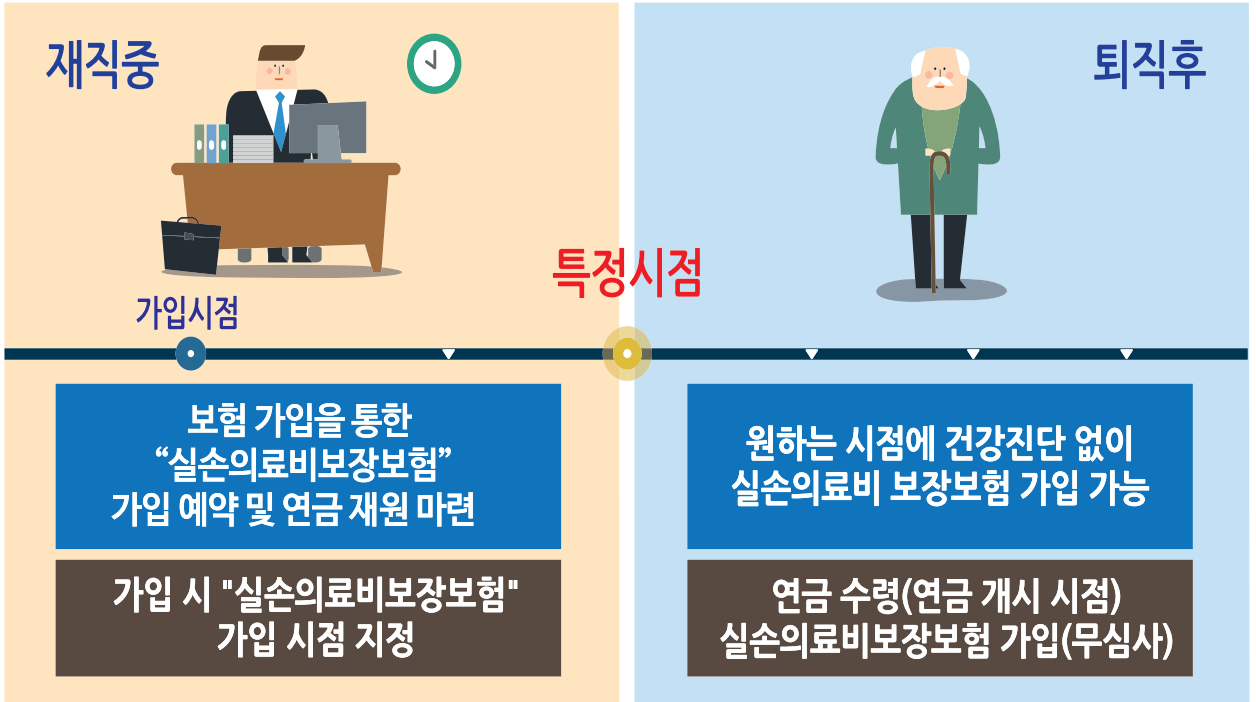 재직중
퇴직후
특정시점
가입시점
보험 가입을 통한
“실손의료비보장보험”
가입 예약 및 연금 재원 마련
가입 시 "실손의료비보장보험"
가입 시점 지정
원하는 시점에 건강진단 없이
실손의료비 보장보험 가입 가능
연금 수령(연금 개시 시점)
실손의료비보장보험 가입(무심사)